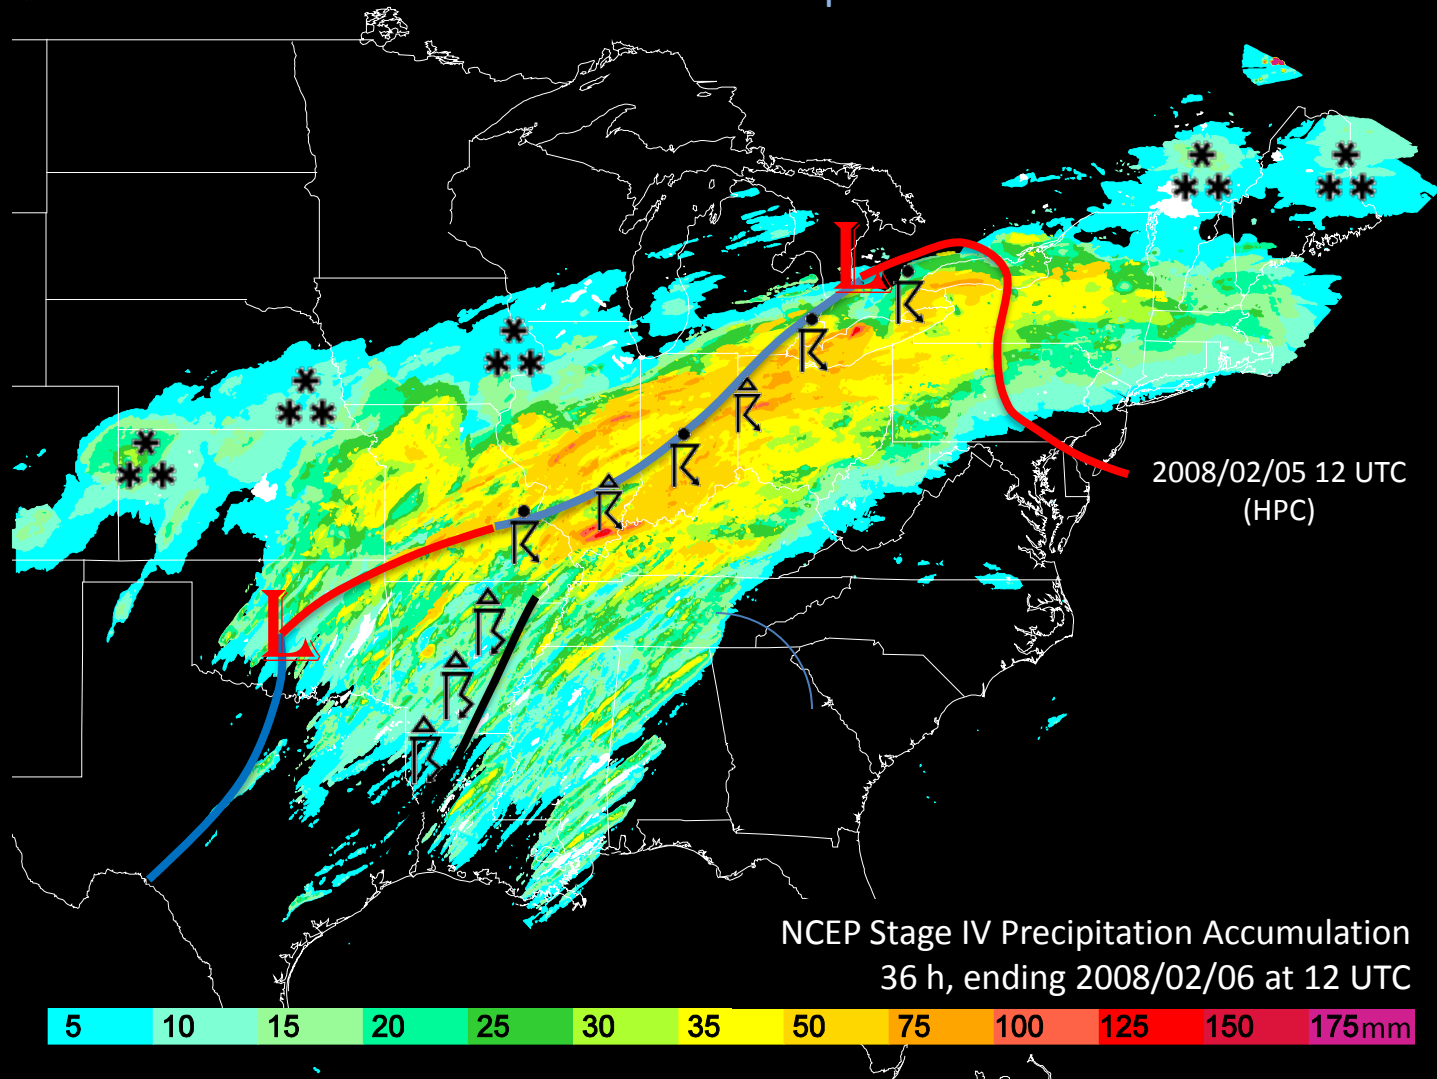 L
L
2008/02/05 12 UTC
(HPC)
NCEP Stage IV Precipitation Accumulation
36 h, ending 2008/02/06 at 12 UTC
5 10 15 20 25 30 35 50 75 100 125 150 175mm